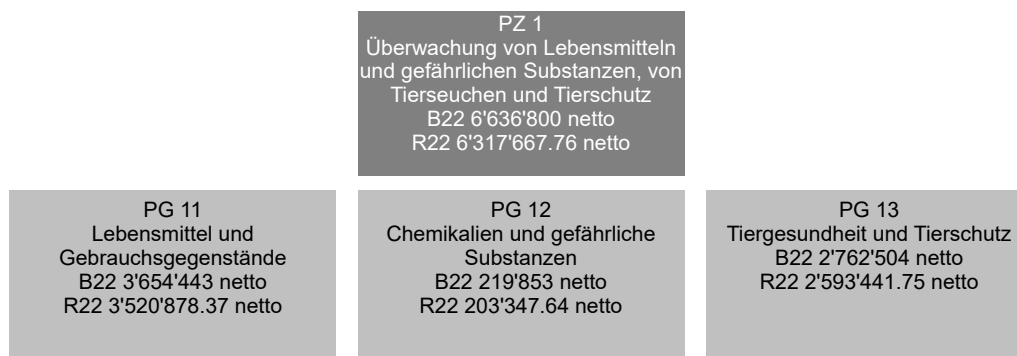 PZ 1
Überwachung von Lebensmitteln
und gefährlichen Substanzen, von
Tierseuchen und Tierschutz
B22 6'636'800 netto
R22 6'317'667.76 netto
PG 11
Lebensmittel und
Gebrauchsgegenstände
B22 3'654'443 netto
R22 3'520'878.37 netto
PG 12
Chemikalien und gefährliche
Substanzen
B22 219'853 netto
R22 203'347.64 netto
PG 13
Tiergesundheit und Tierschutz
B22 2'762'504 netto
R22 2'593'441.75 netto